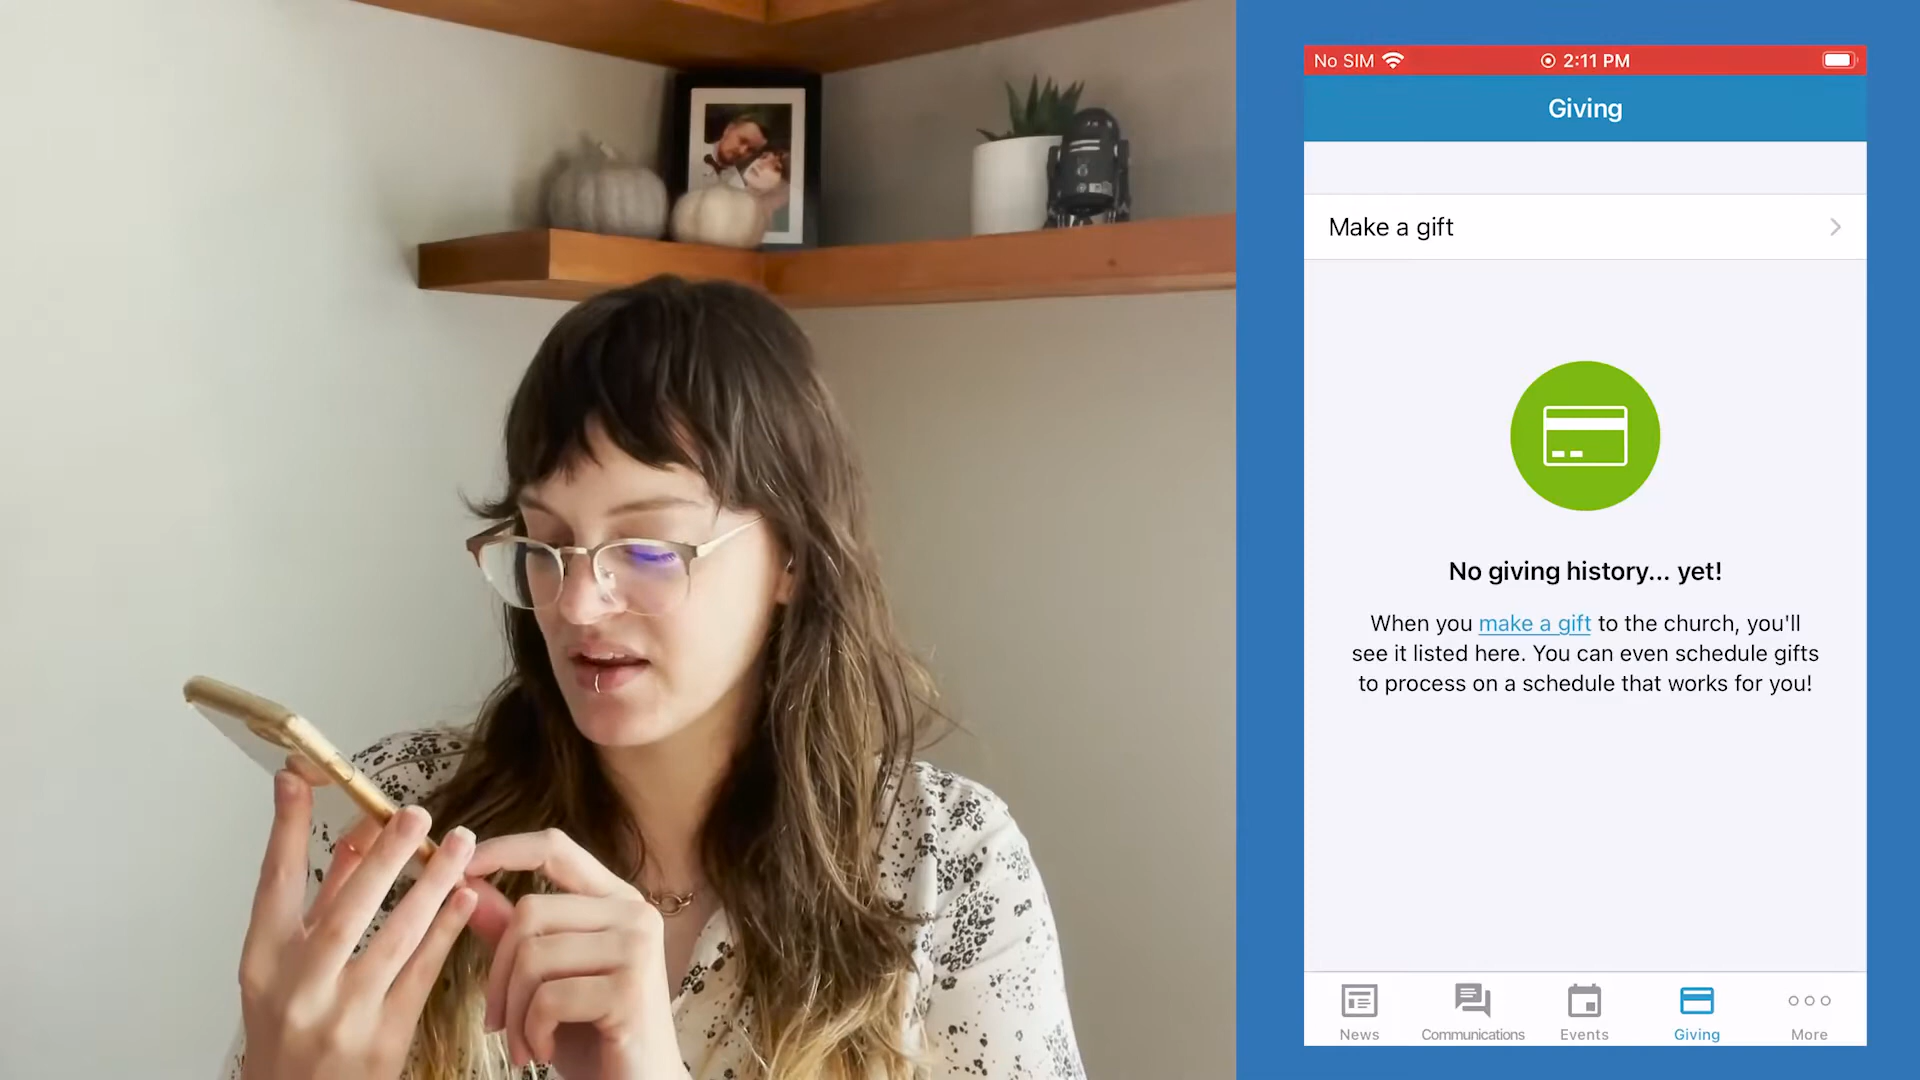 No SIM 2:11 PM
Giving
Make a gift
No giving history... yet!
When you make a gift to the church, you'll
see it listed here. You can even schedule gifts
to process on a schedule that works for you!
News Communications Events Giving More